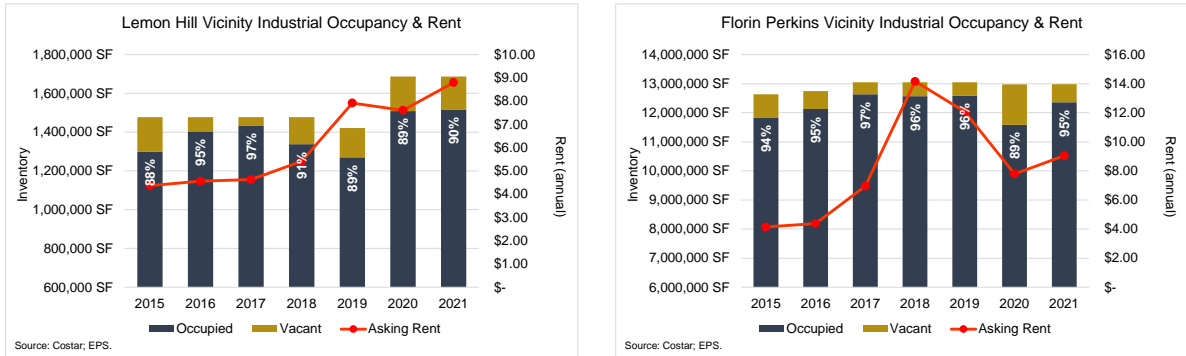 Lemon Hill Vicinity Industrial Occupancy & Rent
1,800,000 SF
1,600,000 SF
1,400,000 SF
1,200,000 SF
1,000,000 SF
800,000 SF
600,000 SF
Inventory
88%
95%
97%
91%
89%
89%
90%
$10.00
$9.00
$8.00
$7.00
$6.00
$5.00
$4.00
$3.00
$2.00
$1.00
$-
Rent (annual)
2015 2016 2017 2018 2019 2020 2021
Occupied Vacant Asking Rent
Source: Costar; EPS.
Florin Perkins Vicinity Industrial Occupancy & Rent
14,000,000 SF
13,000,000 SF
12,000,000 SF
11,000,000 SF
10,000,000 SF
9,000,000 SF
8,000,000 SF
7,000,000 SF
6,000,000 SF
Inventory
94%
95%
97%
96%
96%
89%
95%
$16.00
$14.00
$12.00
$10.00
$8.00
$6.00
$4.00
$2.00
$-
Rent (annual)
2015 2016 2017 2018 2019 2020 2021
Occupied Vacant Asking Rent
Source: Costar; EPS.